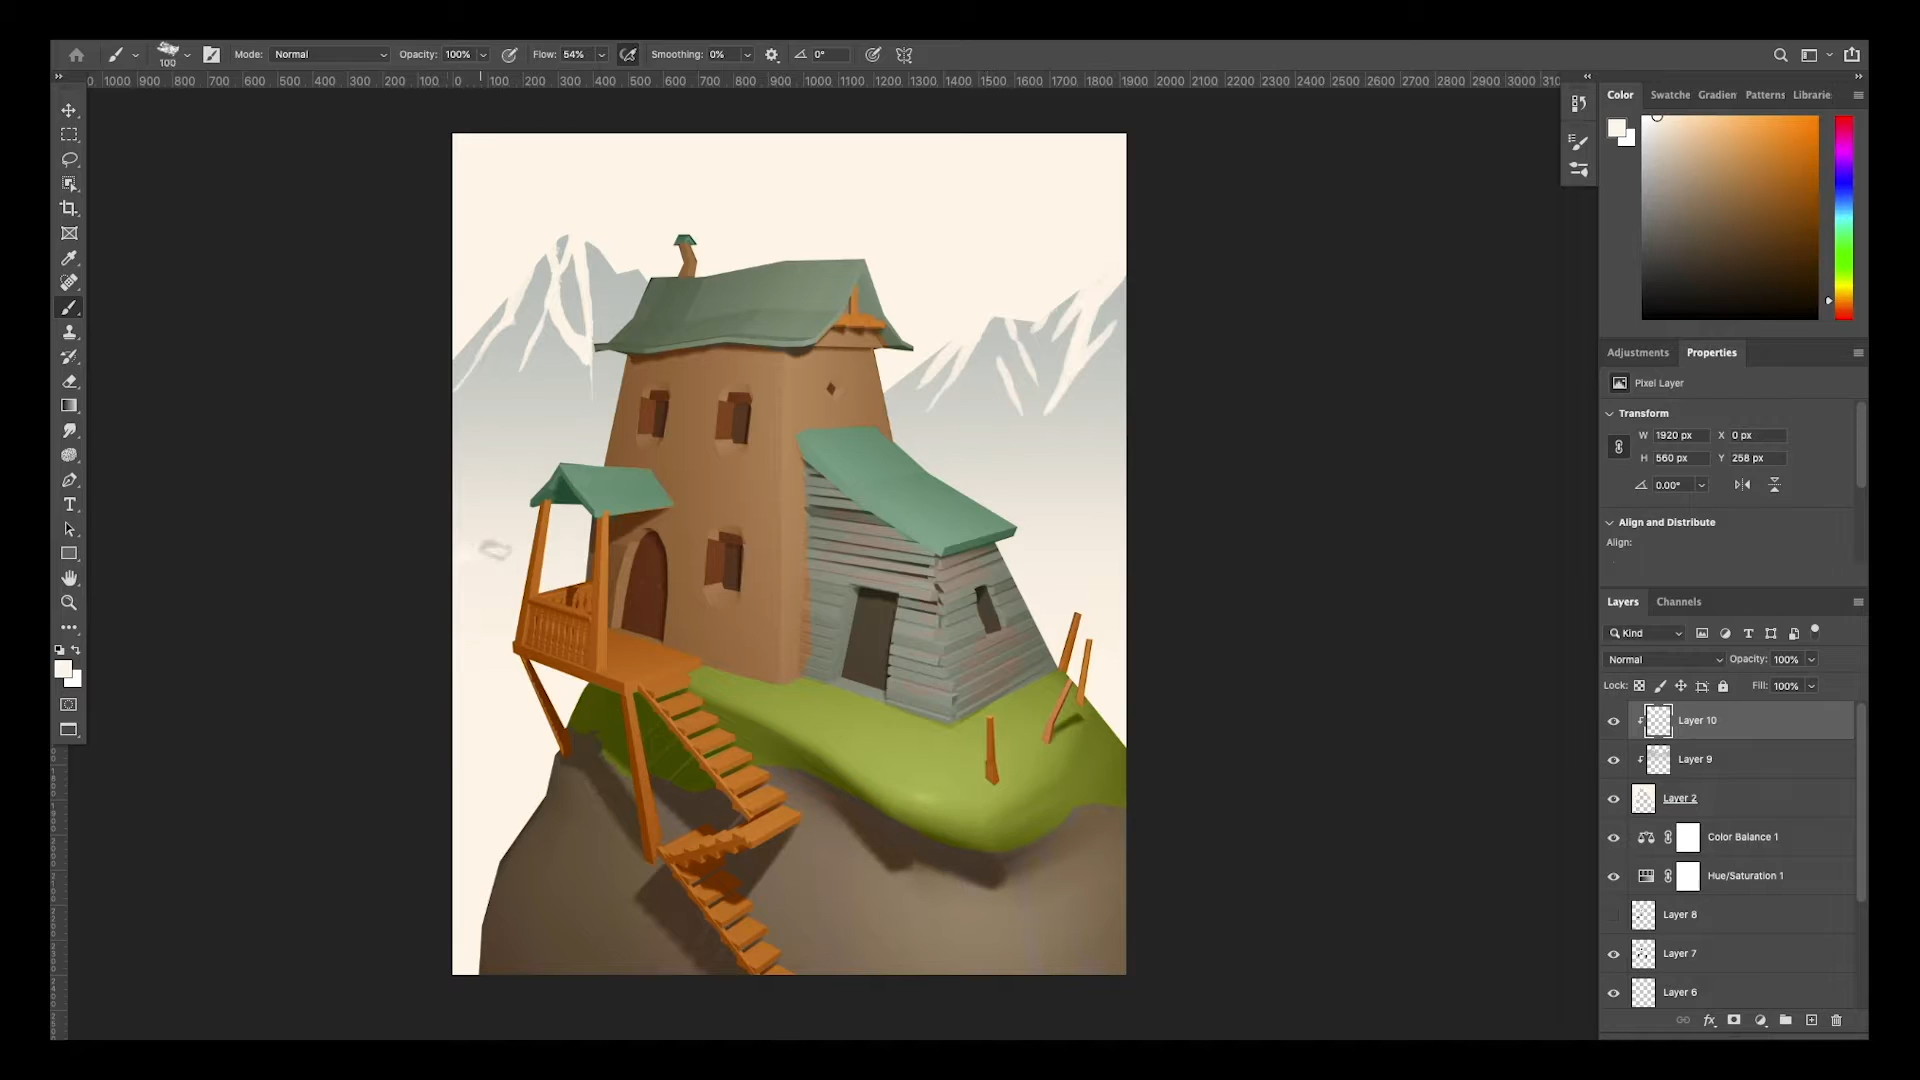 100 Mode: Normal Opacity: 100% Flow: 54% Smoothing: 0% 0°
0 1000 900 800 700 600 500 400 300 200 100 0 100 200 300 400 500 600 700 800 900 1000 1100 1200 1300 1400 1500 1600 1700 1800 1900 2000 2100 2200 2300 2400 2500 2600 2700 2800 2900 3000 310
Color Swatche Gradien Patterns Librarie
Adjustments Properties
Pixel Layer
Transform
W 1920 px X 0 px
H 560 px Y 258 px
0.00°
Align and Distribute
Align:
Layers Channels
Kind
Normal Opacity: 100%
Lock: Fill: 100%
Layer 10
Layer 9
Layer 2
Color Balance 1
Hue/Saturation 1
Layer 8
Layer 7
Layer 6
fx